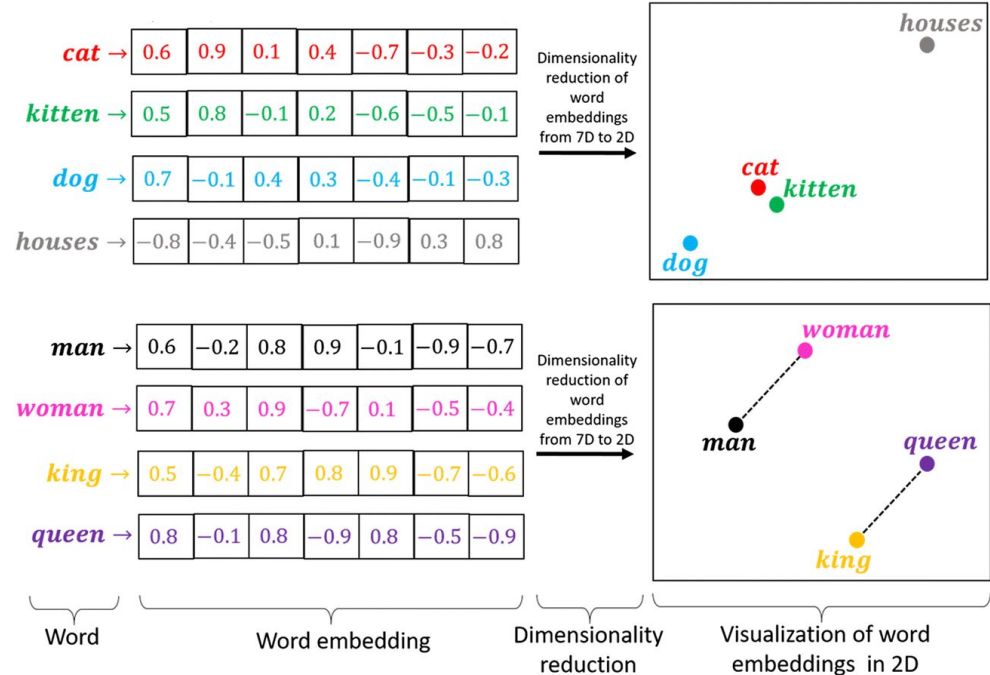 cat → 0.6 0.9 0.1 0.4 −0.7 −0.3 −0.2
kitten → 0.5 0.8 −0.1 0.2 −0.6 −0.5 −0.1
dog → 0.7 −0.1 0.4 0.3 −0.4 −0.1 −0.3
houses → −0.8 −0.4 −0.5 0.1 −0.9 0.3 0.8
Dimensionality
reduction of
word
embeddings
from 7D to 2D
houses
cat
kitten
dog
man → 0.6 −0.2 0.8 0.9 −0.1 −0.9 −0.7
woman → 0.7 0.3 0.9 −0.7 0.1 −0.5 −0.4
king → 0.5 −0.4 0.7 0.8 0.9 −0.7 −0.6
queen → 0.8 −0.1 0.8 −0.9 0.8 −0.5 −0.9
Dimensionality
reduction of
word
embeddings
from 7D to 2D
woman
man
queen
king
Word
Word embedding
Dimensionality
reduction
Visualization of word
embeddings in 2D